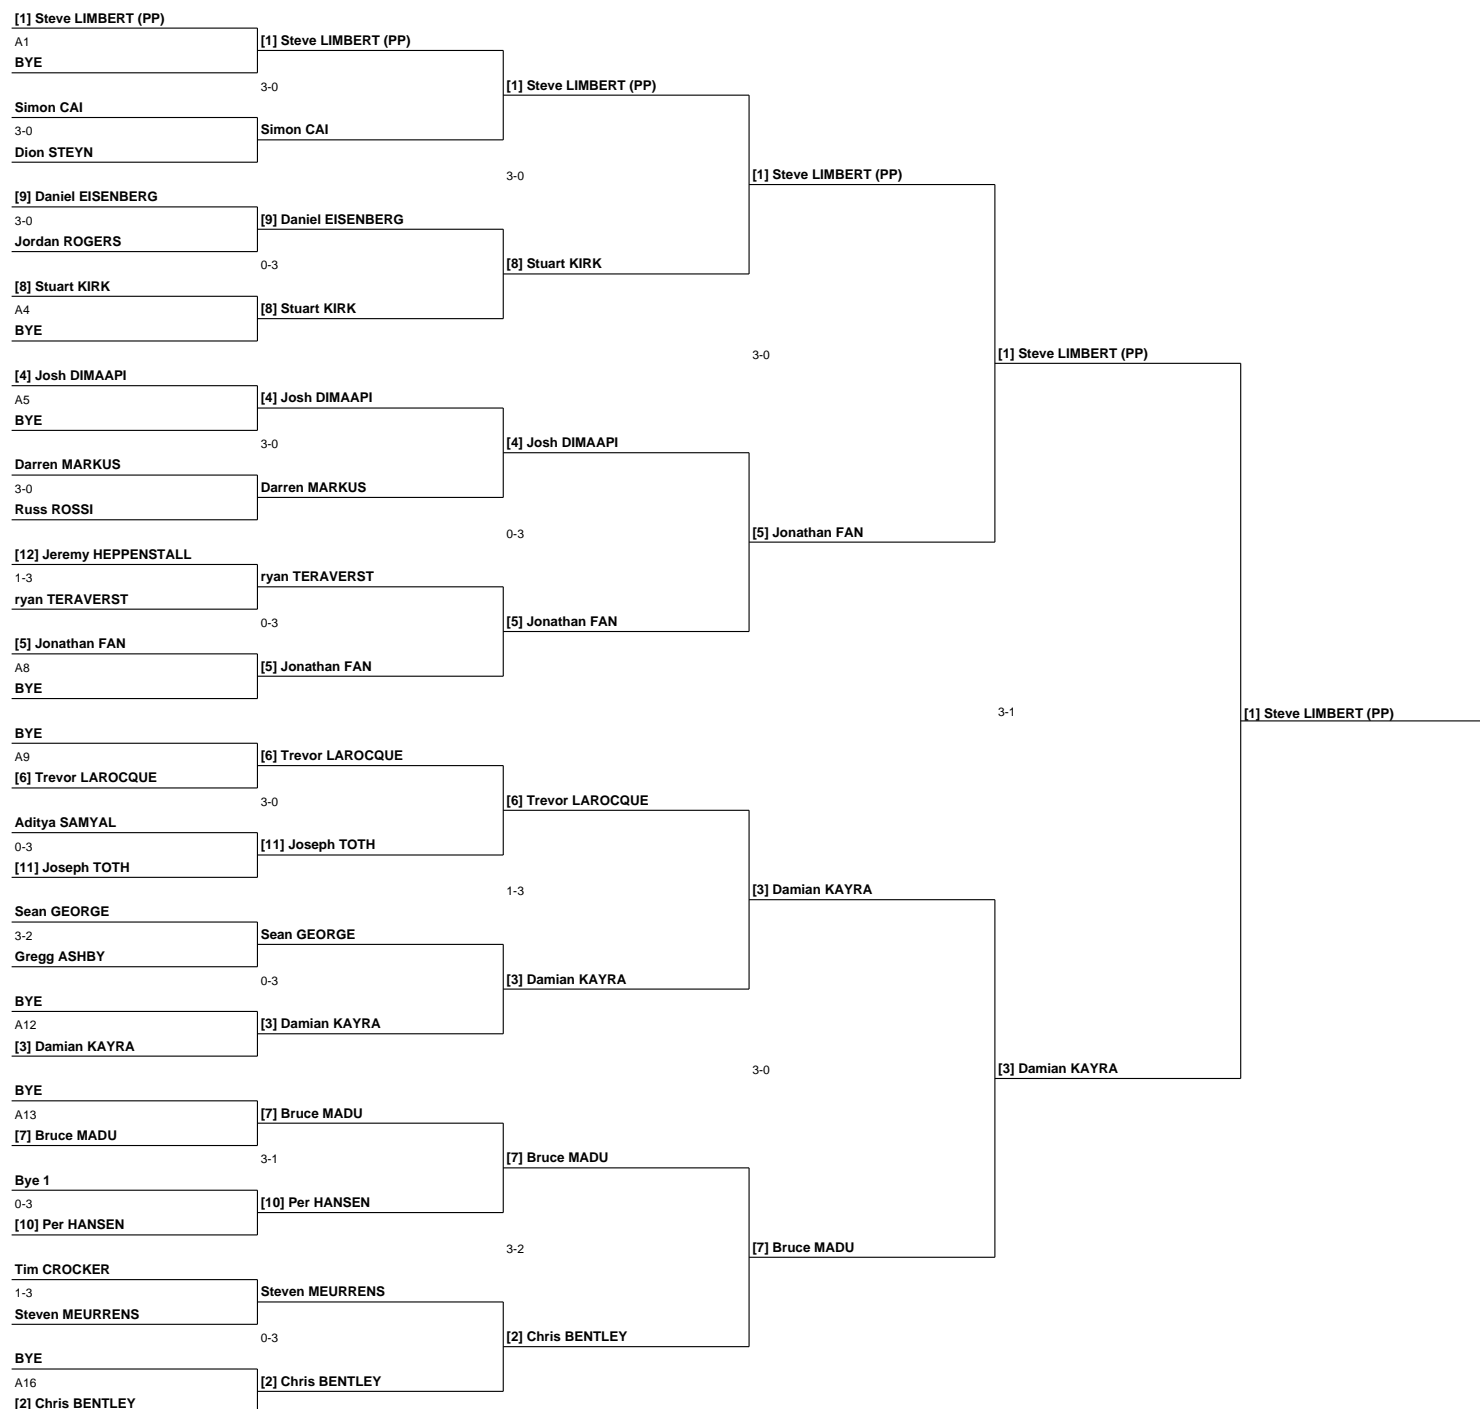 [1] Steve LIMBERT (PP)
A1
BYE
Simon CAI
3-0
Dion STEYN
[9] Daniel EISENBERG
3-0
Jordan ROGERS
[8] Stuart KIRK
A4
BYE
[4] Josh DIMAAPI
A5
BYE
Darren MARKUS
3-0
Russ ROSSI
[12] Jeremy HEPPENSTALL
1-3
ryan TERAVERST
[5] Jonathan FAN
A8
BYE
BYE
A9
[6] Trevor LAROCQUE
Aditya SAMYAL
0-3
[11] Joseph TOTH
Sean GEORGE
3-2
Gregg ASHBY
BYE
A12
[3] Damian KAYRA
BYE
A13
[7] Bruce MADU
Bye 1
0-3
[10] Per HANSEN
Tim CROCKER
1-3
Steven MEURRENS
BYE
A16
[2] Chris BENTLEY
[1] Steve LIMBERT (PP)
3-0
Simon CAI
[9] Daniel EISENBERG
0-3
[8] Stuart KIRK
[4] Josh DIMAAPI
3-0
Darren MARKUS
ryan TERAVERST
0-3
[5] Jonathan FAN
[6] Trevor LAROCQUE
3-0
[11] Joseph TOTH
Sean GEORGE
0-3
[3] Damian KAYRA
[7] Bruce MADU
3-1
[10] Per HANSEN
Steven MEURRENS
0-3
[2] Chris BENTLEY
[1] Steve LIMBERT (PP)
3-0
[8] Stuart KIRK
[4] Josh DIMAAPI
0-3
[5] Jonathan FAN
[6] Trevor LAROCQUE
1-3
[3] Damian KAYRA
[7] Bruce MADU
3-2
[2] Chris BENTLEY
[1] Steve LIMBERT (PP)
3-0
[5] Jonathan FAN
[3] Damian KAYRA
3-0
[7] Bruce MADU
[1] Steve LIMBERT (PP)
3-1
[3] Damian KAYRA
[1] Steve LIMBERT (PP)